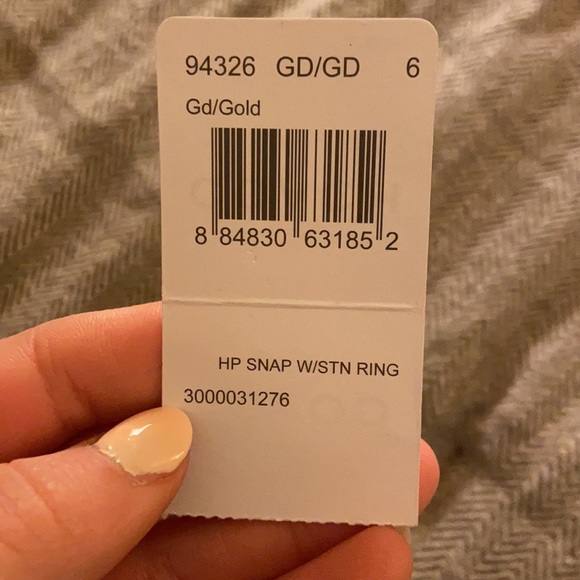 94326 GD/GD 6
Gd/Gold
8 84830 63185 2
HP SNAP W/STN RING
3000031276